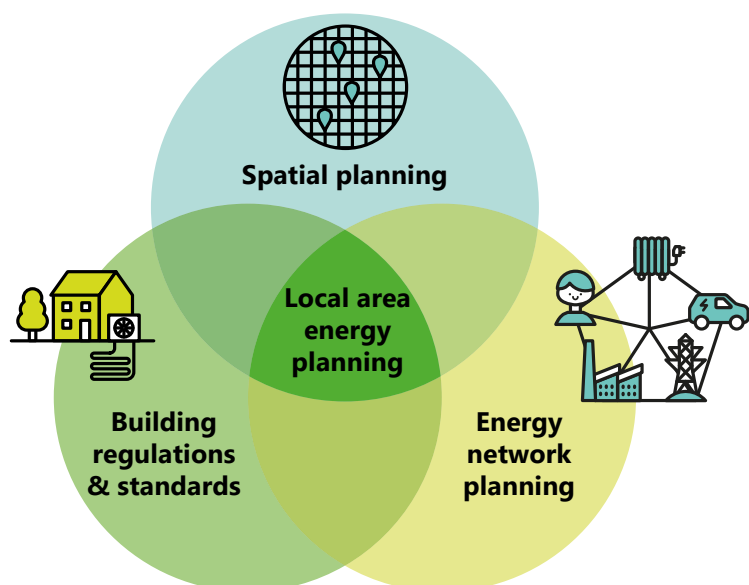 Spatial planning
Local area
energy
planning
Building
regulations
& standards
Energy
network
planning